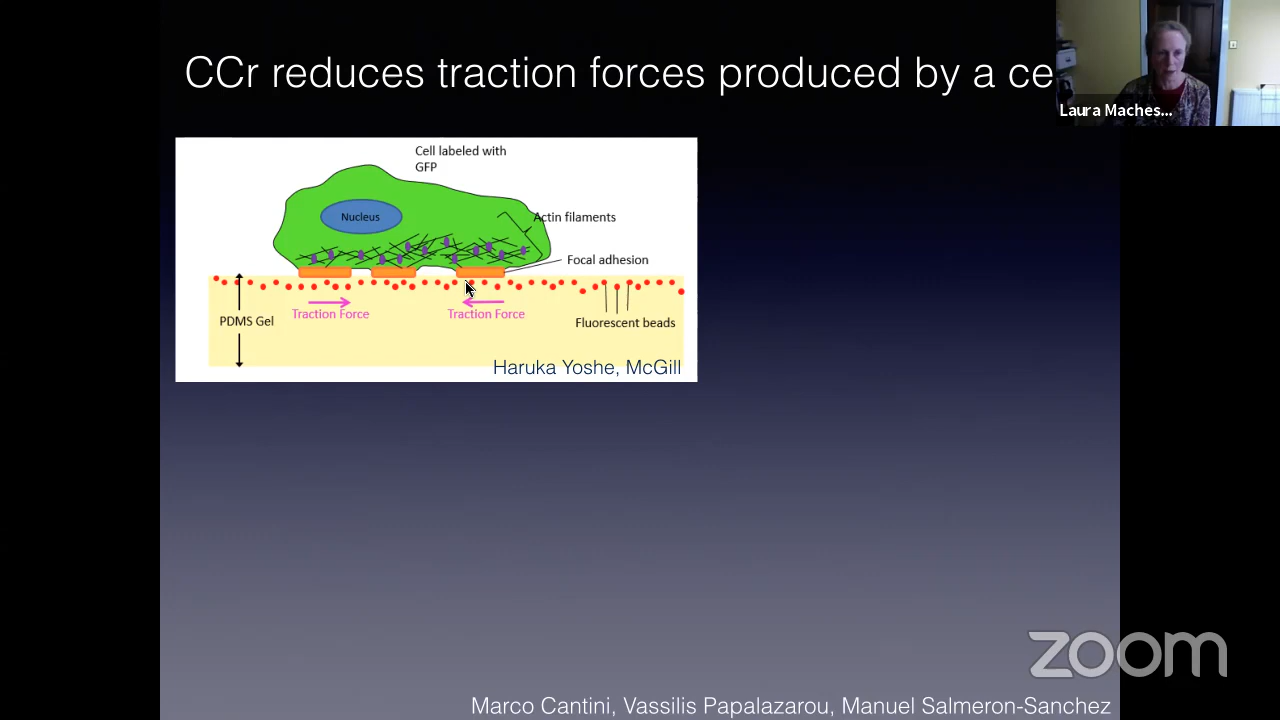 CCr reduces traction forces produced by a ce
Laura Maches...
Cell labeled with
GFP
Nucleus
Actin filaments
Focal adhesion
PDMS Gel
Traction Force
Traction Force
Fluorescent beads
Haruka Yoshe, McGill
zoom
Marco Cantini, Vassilis Papalazarou, Manuel Salmeron-Sanchez